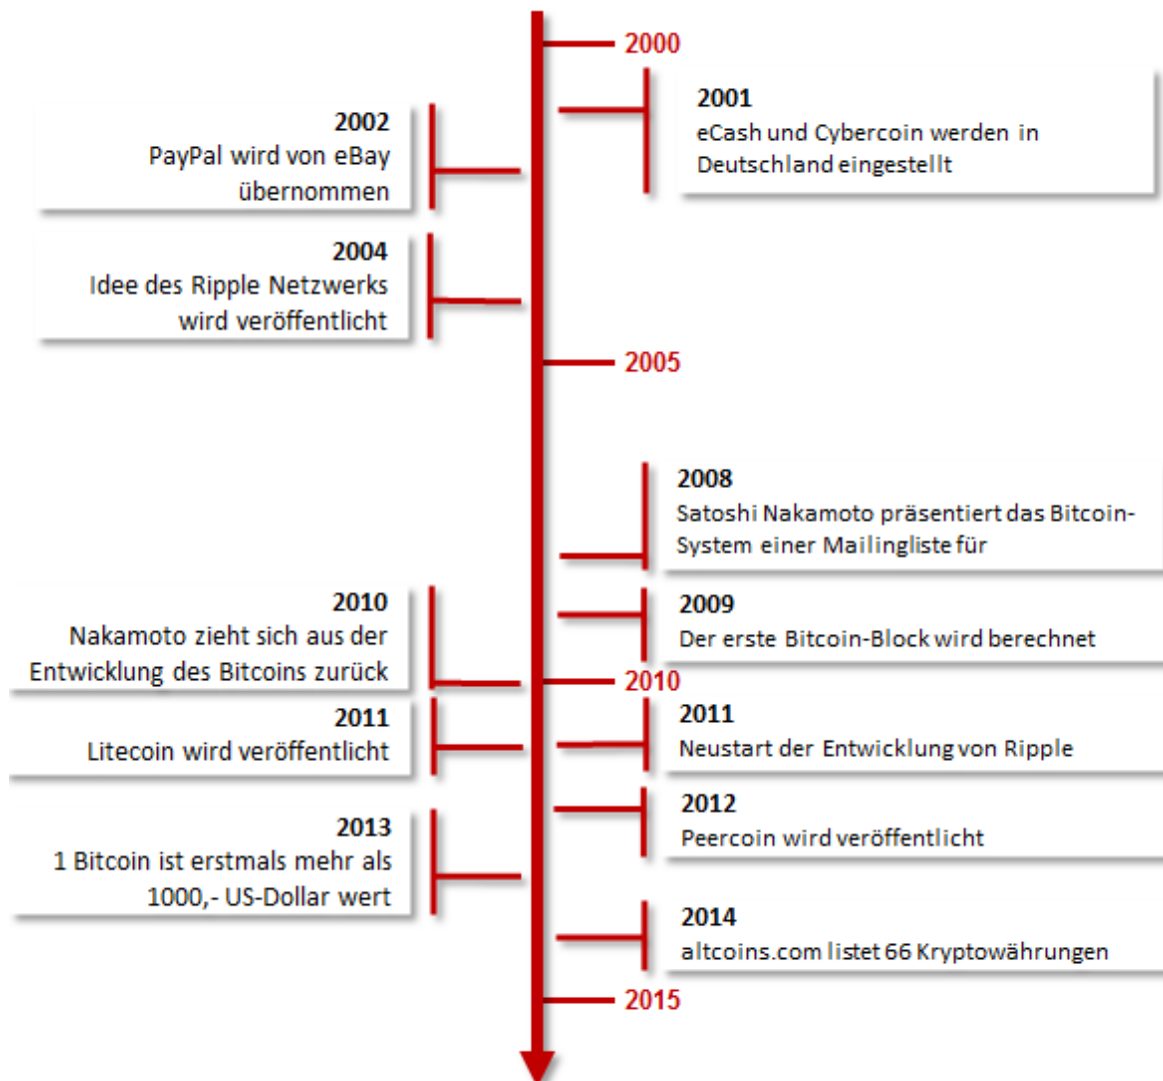 2000
2001
eCash und Cybercoin werden in
Deutschland eingestellt
2002
PayPal wird von eBay
übernommen
2004
Idee des Ripple Netzwerks
wird veröffentlicht
2005
2008
Satoshi Nakamoto präsentiert das Bitcoin-
System einer Mailingliste für
2009
Der erste Bitcoin-Block wird berechnet
2010
Nakamoto zieht sich aus der
Entwicklung des Bitcoins zurück
2010
2011
Litecoin wird veröffentlicht
2011
Neustart der Entwicklung von Ripple
2012
Peercoin wird veröffentlicht
2013
1 Bitcoin ist erstmals mehr als
1000,- US-Dollar wert
2014
altcoins.com listet 66 Kryptowährungen
2015